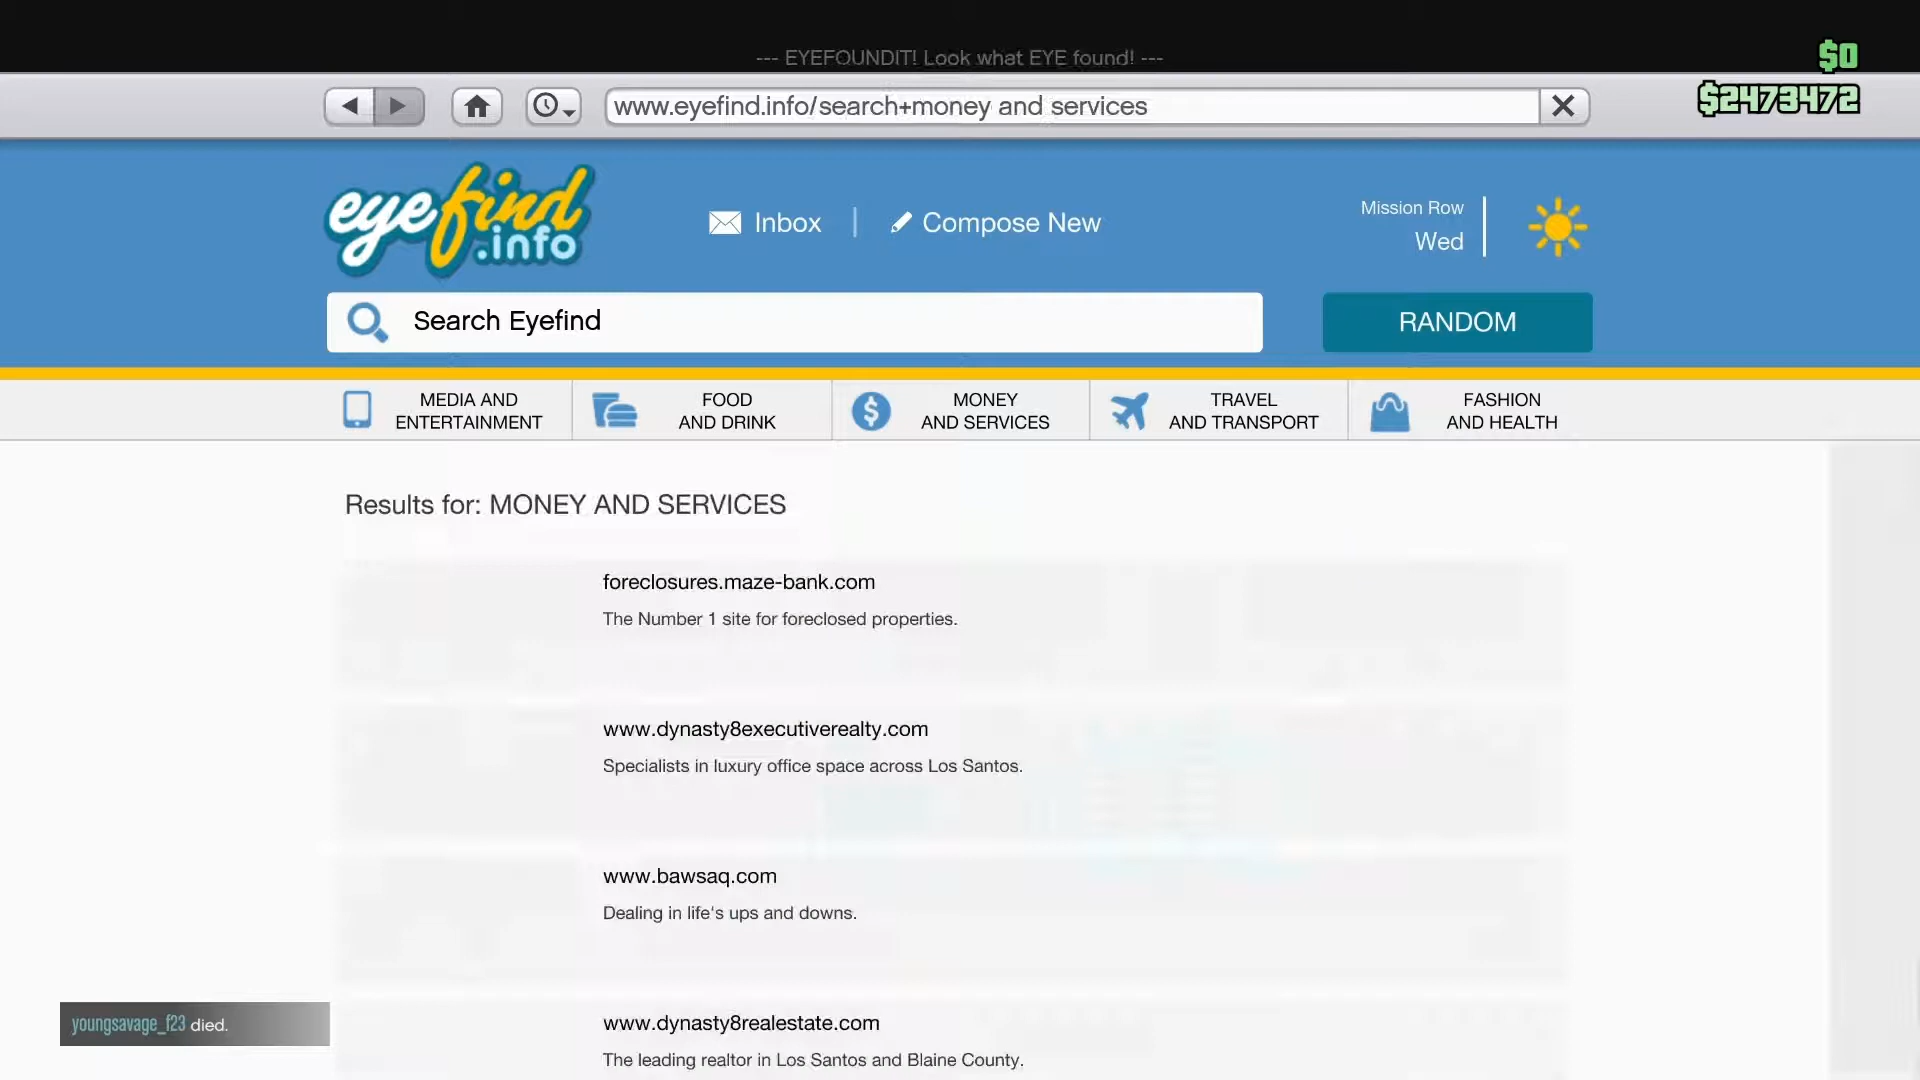 --- EYEFOUNDIT! Look what EYE found! ---
$0
www.eyefind.info/search+money and services
$2473472
eyefind
.info
Inbox | Compose New
Mission Row
Wed
Search Eyefind
RANDOM
MEDIA AND
ENTERTAINMENT
FOOD
AND DRINK
MONEY
AND SERVICES
TRAVEL
AND TRANSPORT
FASHION
AND HEALTH
Results for: MONEY AND SERVICES
foreclosures.maze-bank.com
The Number 1 site for foreclosed properties.
www.dynasty8executiverealty.com
Specialists in luxury office space across Los Santos.
www.bawsaq.com
Dealing in life's ups and downs.
youngsavage_f23 died.
www.dynasty8realestate.com
The leading realtor in Los Santos and Blaine County.